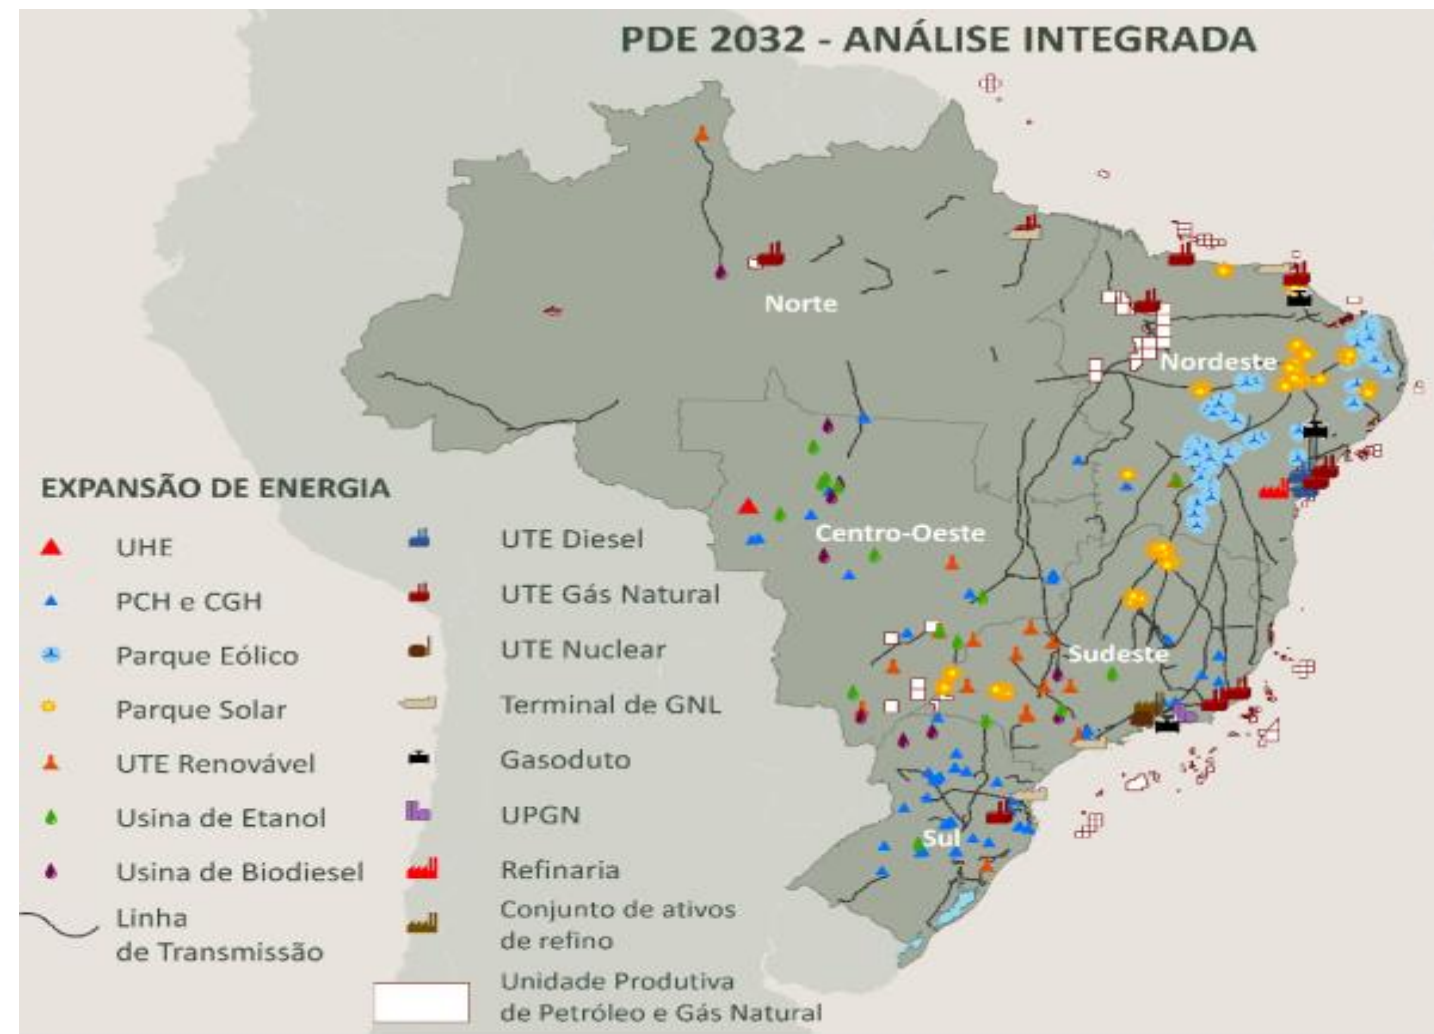 PDE 2032 - ANÁLISE INTEGRADA
Norte
Nordeste
Centro-Oeste
Sudeste
Sul
EXPANSÃO DE ENERGIA
UHE
PCH e CGH
Parque Eólico
Parque Solar
UTE Renovável
Usina de Etanol
Usina de Biodiesel
Linha
de Transmissão
UTE Diesel
UTE Gás Natural
UTE Nuclear
Terminal de GNL
Gasoduto
UPGN
Refinaria
Conjunto de ativos
de refino
Unidade Produtiva
de Petróleo e Gás Natural